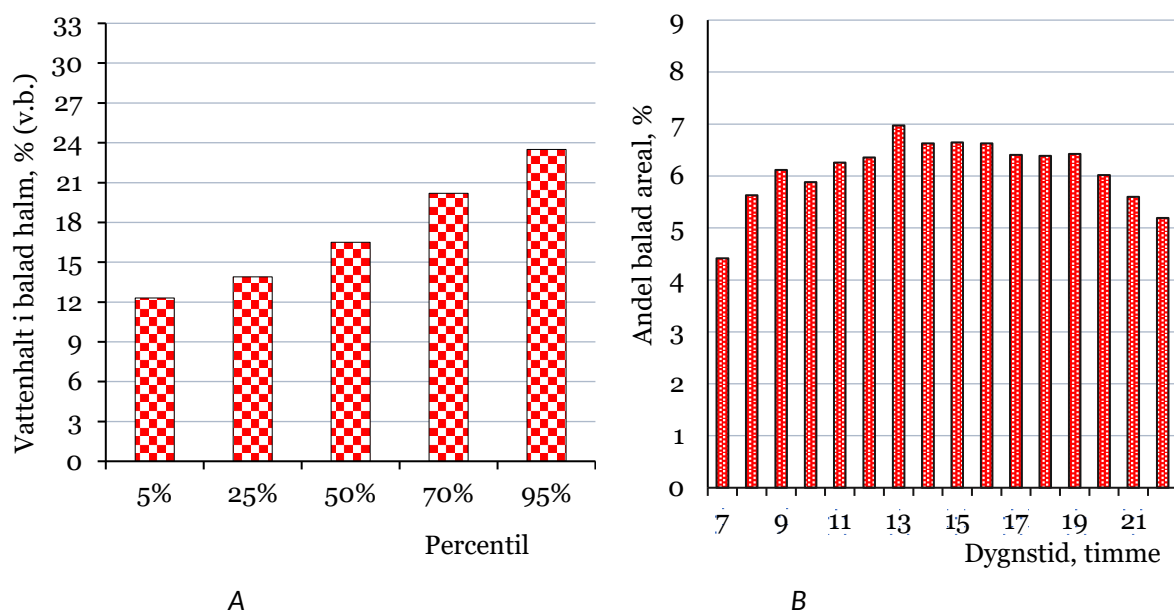 Vattenhalt i balad halm, % (v.b.)
33
30
27
24
21
18
15
12
9
6
3
0
5% 25% 50% 70% 95%
Percentil
A
Andel balad areal, %
9
8
7
6
5
4
3
2
1
0
7 9 11 13 15 17 19 21
Dygnstid, timme
B